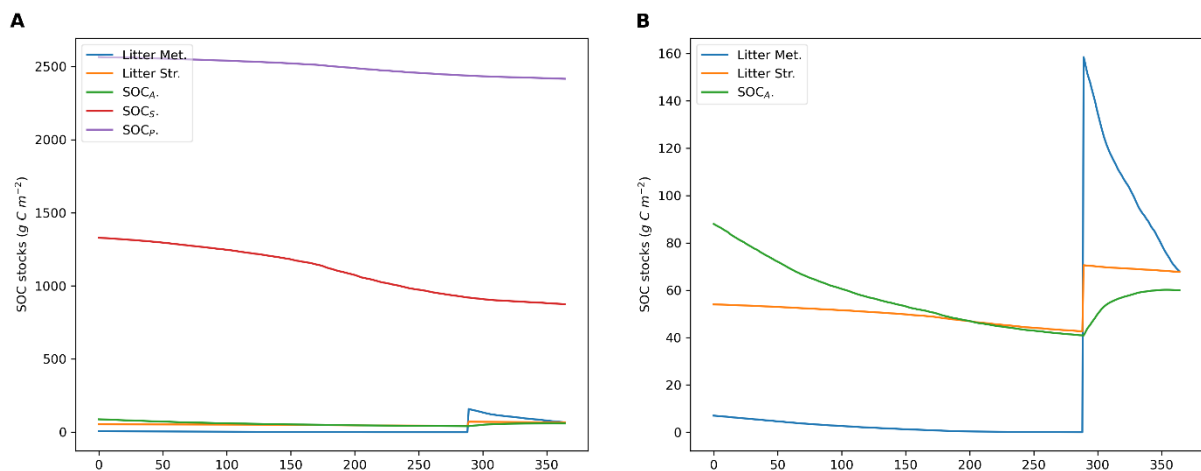 A
SOC stocks (g C m⁻²)
2500
2000
1500
1000
500
0
Litter Met.
Litter Str.
SOC_A.
SOC_S.
SOC_P.
0 50 100 150 200 250 300 350
B
SOC stocks (g C m⁻²)
160
140
120
100
80
60
40
20
0
Litter Met.
Litter Str.
SOC_A.
0 50 100 150 200 250 300 350